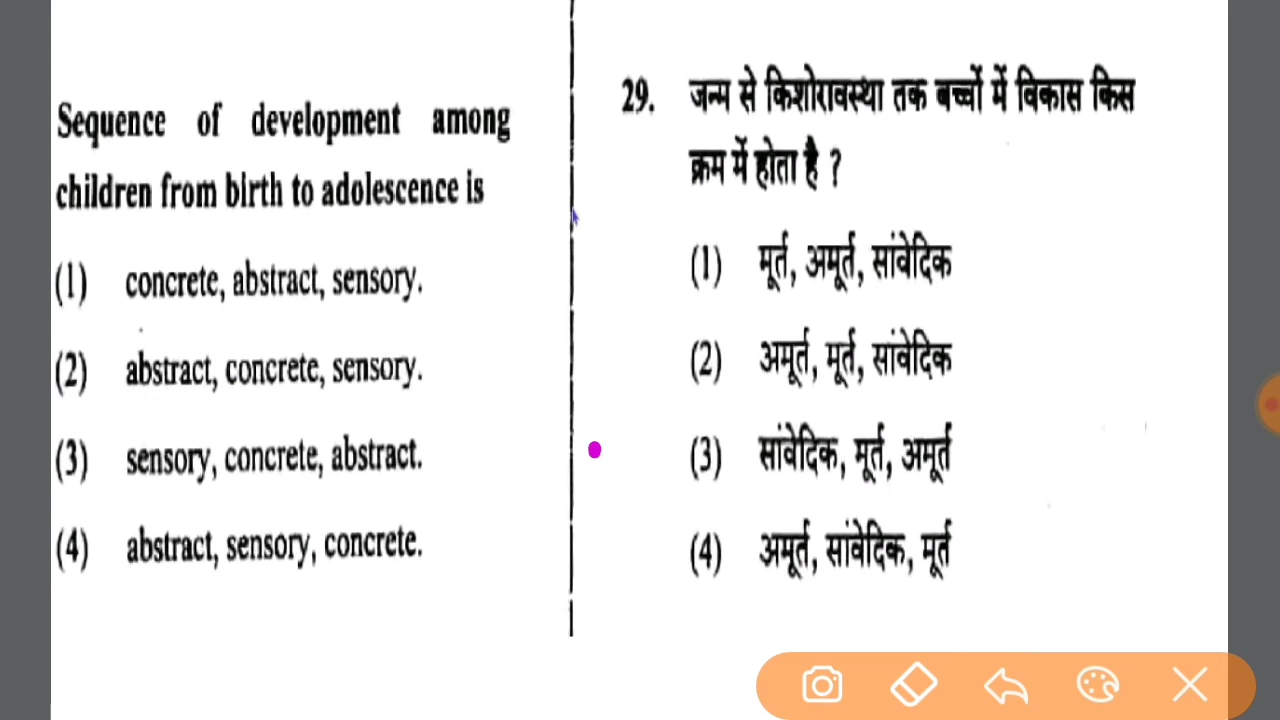 Sequence of development among
children from birth to adolescence is
(1) concrete, abstract, sensory.
(2) abstract, concrete, sensory.
(3) sensory, concrete, abstract.
(4) abstract, sensory, concrete.
29. जन्म से किशोरावस्था तक बच्चों में विकास किस
क्रम में होता है ?
(1) मूर्त, अमूर्त, सांवेदिक
(2) अमूर्त, मूर्त, सांवेदिक
(3) सांवेदिक, मूर्त, अमूर्त
(4) अमूर्त, सांवेदिक, मूर्त